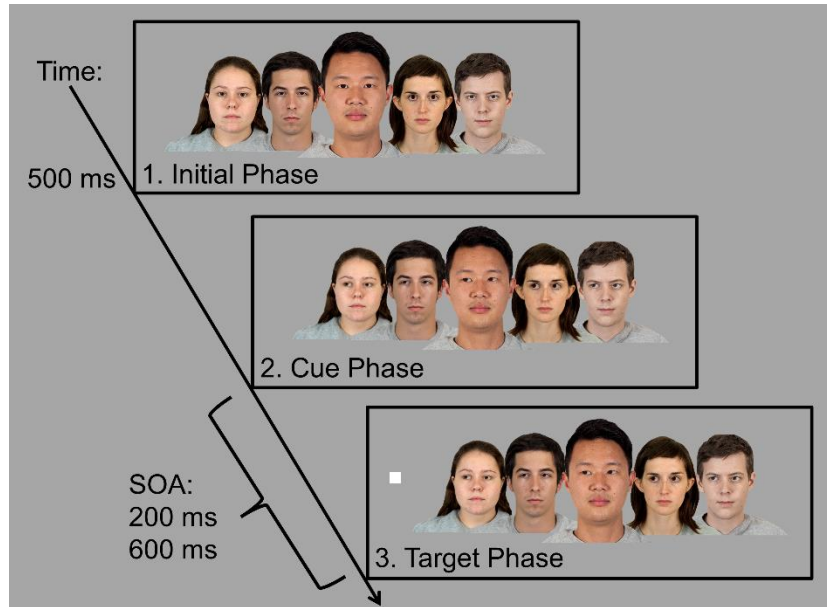 Time:
500 ms
1. Initial Phase
2. Cue Phase
SOA:
200 ms
600 ms
3. Target Phase